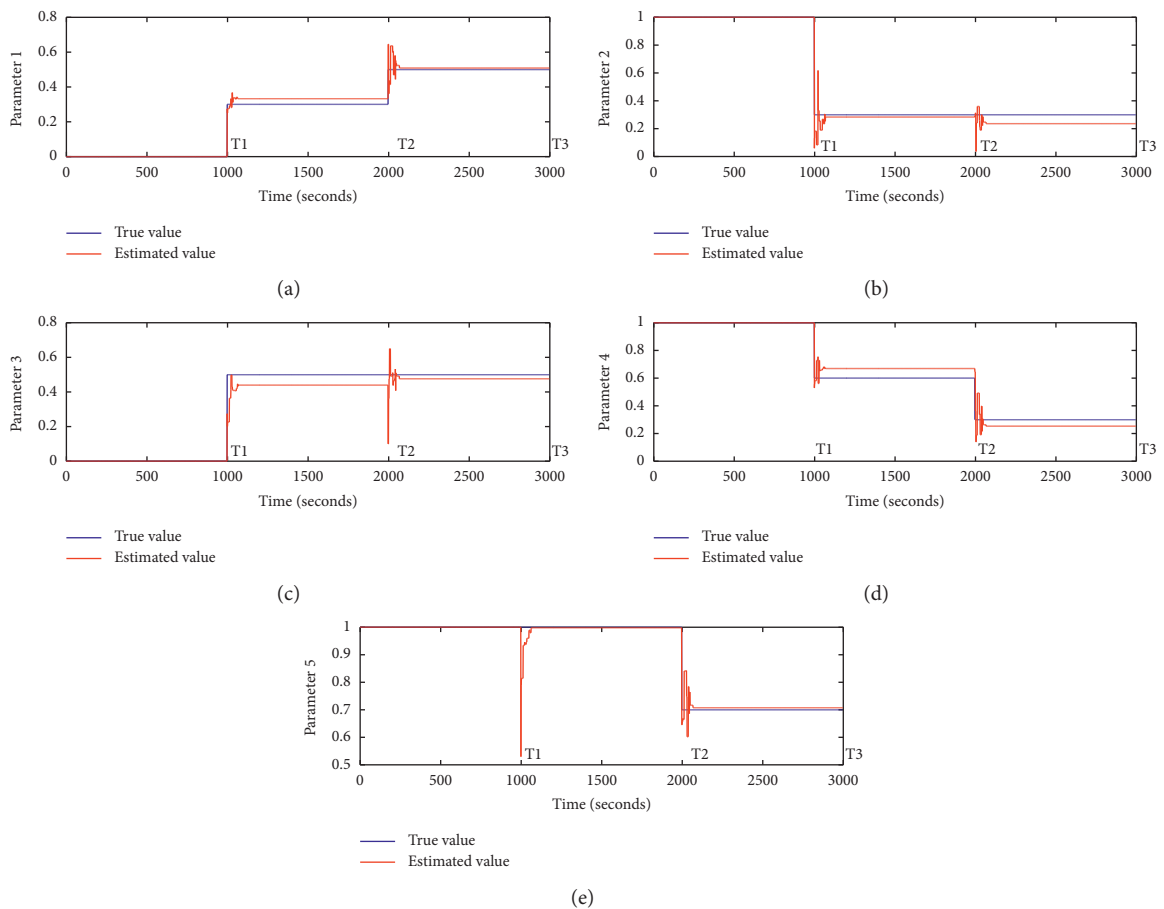 0.8
0.6
0.4
0.2
0
Parameter 1
T1
T2
T3
0
500
1000
1500
2000
2500
3000
Time (seconds)
True value
Estimated value
(a)
1
0.8
0.6
0.4
0.2
0
Parameter 2
T1
T2
T3
0
500
1000
1500
2000
2500
3000
Time (seconds)
True value
Estimated value
(b)
0.8
0.6
0.4
0.2
0
Parameter 3
T1
T2
T3
0
500
1000
1500
2000
2500
3000
Time (seconds)
True value
Estimated value
(c)
1
0.8
0.6
0.4
0.2
0
Parameter 4
T1
T2
T3
0
500
1000
1500
2000
2500
3000
Time (seconds)
True value
Estimated value
(d)
1
0.9
0.8
0.7
0.6
0.5
Parameter 5
T1
T2
T3
0
500
1000
1500
2000
2500
3000
Time (seconds)
True value
Estimated value
(e)